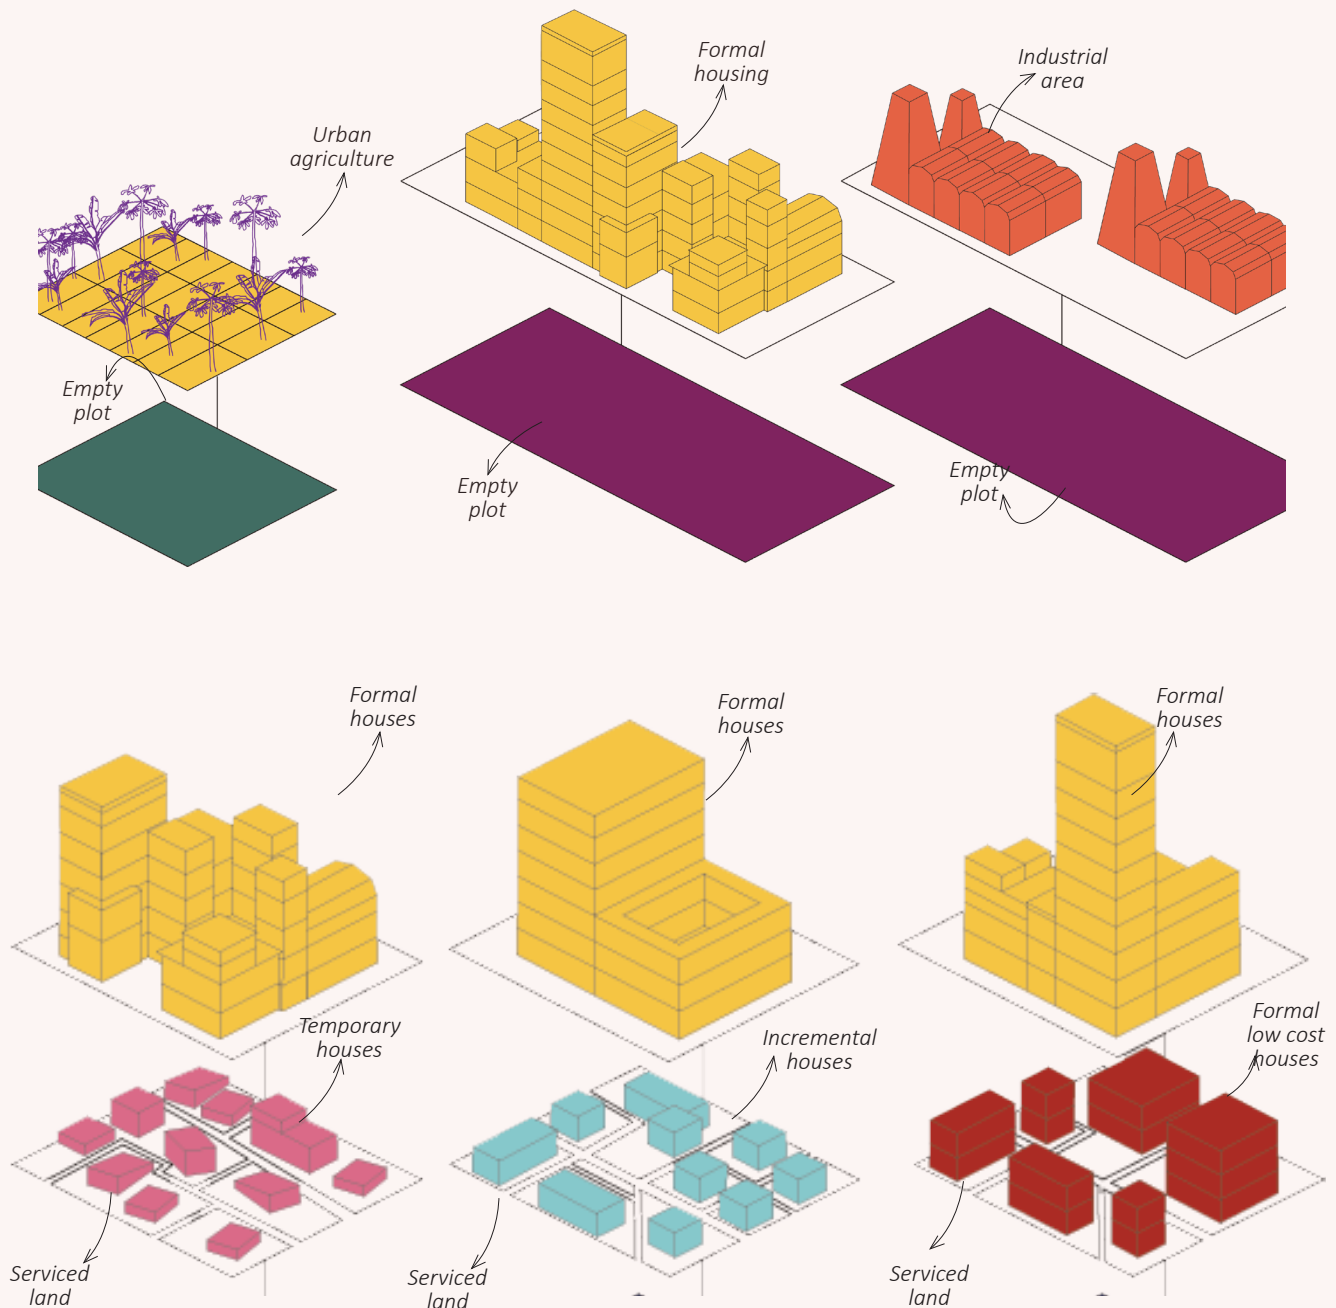 Formal
housing
Industrial
area
Urban
agriculture
Empty
plot
Empty
plot
Empty
plot
Formal
houses
Formal
houses
Formal
houses
Temporary
houses
Incremental
houses
Formal
low cost
houses
Serviced
land
Serviced
land
Serviced
land